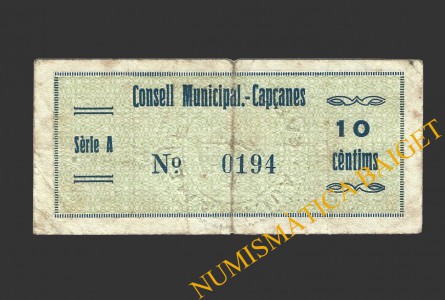 Consell Municipal.-Capçanes
Sèrie A
Nº 0194
10
cèntims
NUMISMATICA BAIGET